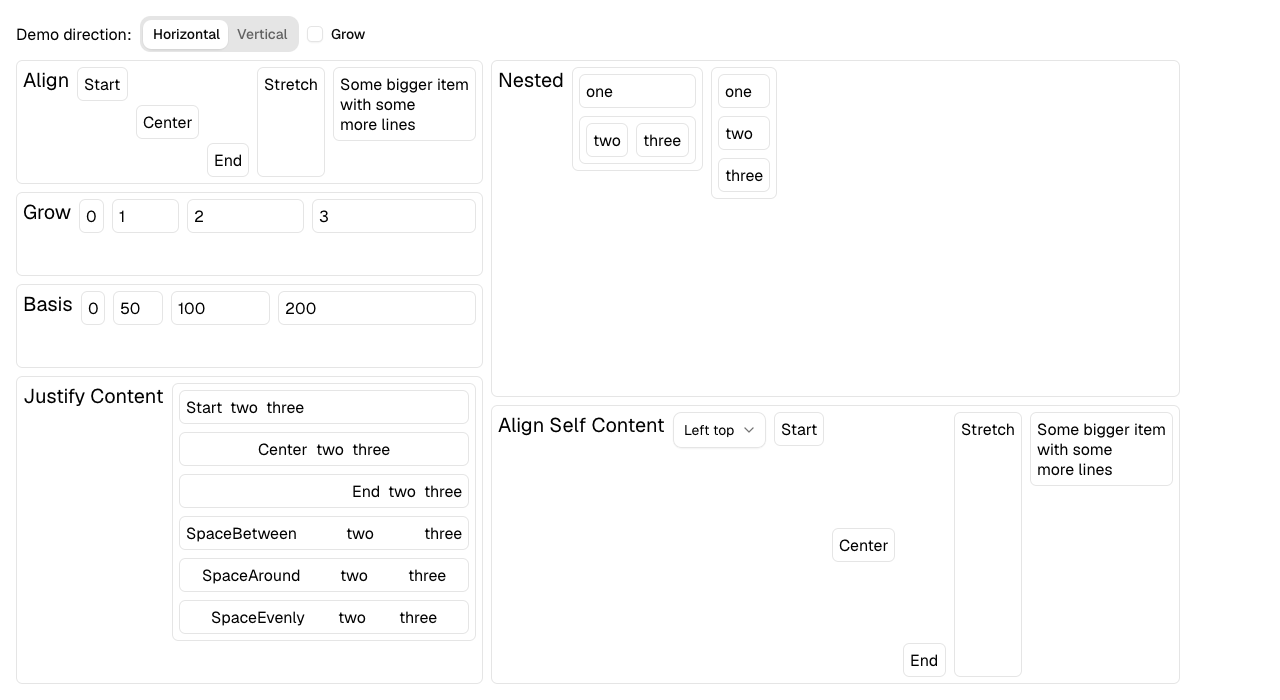 Demo direction: Horizontal Vertical Grow
Align Start Center End Stretch Some bigger item
with some
more lines
Grow 0 1 2 3
Basis 0 50 100 200
Justify Content
Start two three
Center two three
End two three
SpaceBetween two three
SpaceAround two three
SpaceEvenly two three
Nested
one
two three
one
two
three
Align Self Content Left top Start Center End Stretch Some bigger item
with some
more lines